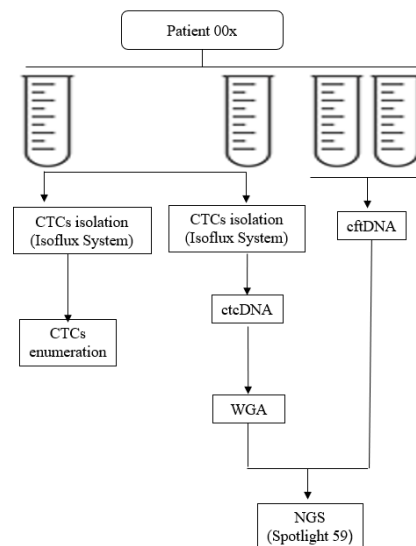 Patient 00x
CTCs isolation
(Isoflux System)
CTCs isolation
(Isoflux System)
cftDNA
CTCs
enumeration
ctcDNA
WGA
NGS
(Spotlight 59)